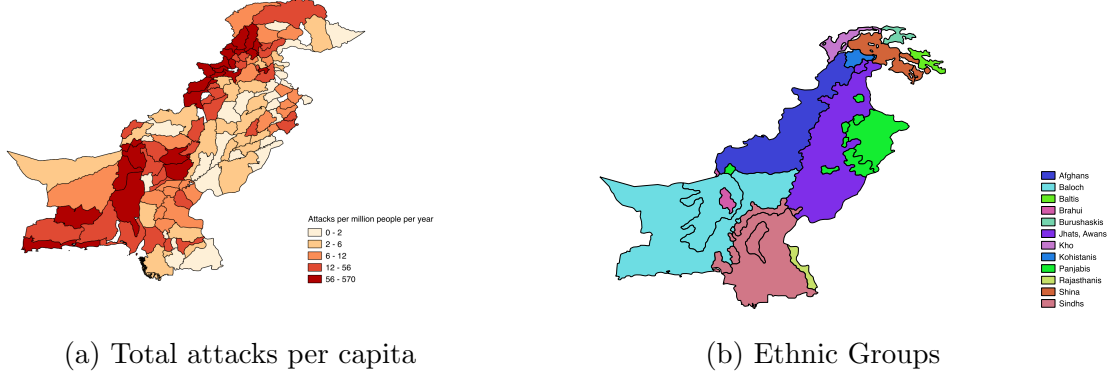 Attacks per million people per year
0 - 2
2 - 6
6 - 12
12 - 56
56 - 570
Afghans
Baloch
Baltis
Brahui
Burushaskis
Jhats, Awans
Kho
Kohistanis
Panjabis
Rajasthanis
Shina
Sindhs
(a) Total attacks per capita
(b) Ethnic Groups